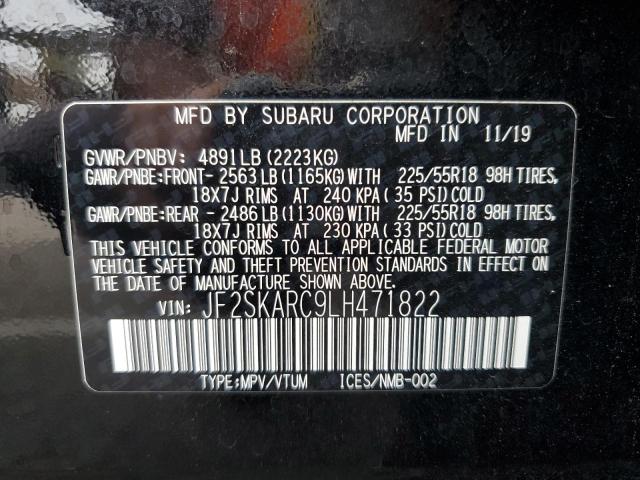 MFD BY SUBARU CORPORATION
MFD IN 11/19
GVWR/PNBV: 4891LB (2223KG)
GAWR/PNBE:FRONT- 2563 LB (1165KG) WITH 225/55R18 98H TIRES,
18X7J RIMS AT 240 KPA (35 PSI) COLD
GAWR/PNBE:REAR - 2486 LB (1130KG) WITH 225/55R18 98H TIRES,
18X7J RIMS AT 230 KPA (33 PSI) COLD
THIS VEHICLE CONFORMS TO ALL APPLICABLE FEDERAL MOTOR
VEHICLE SAFETY AND THEFT PREVENTION STANDARDS IN EFFECT ON
THE DATE OF MANUFACTURE SHOWN ABOVE.
VIN: JF2SKARC9LH471822
TYPE:MPV/VTUM ICES/NMB-002